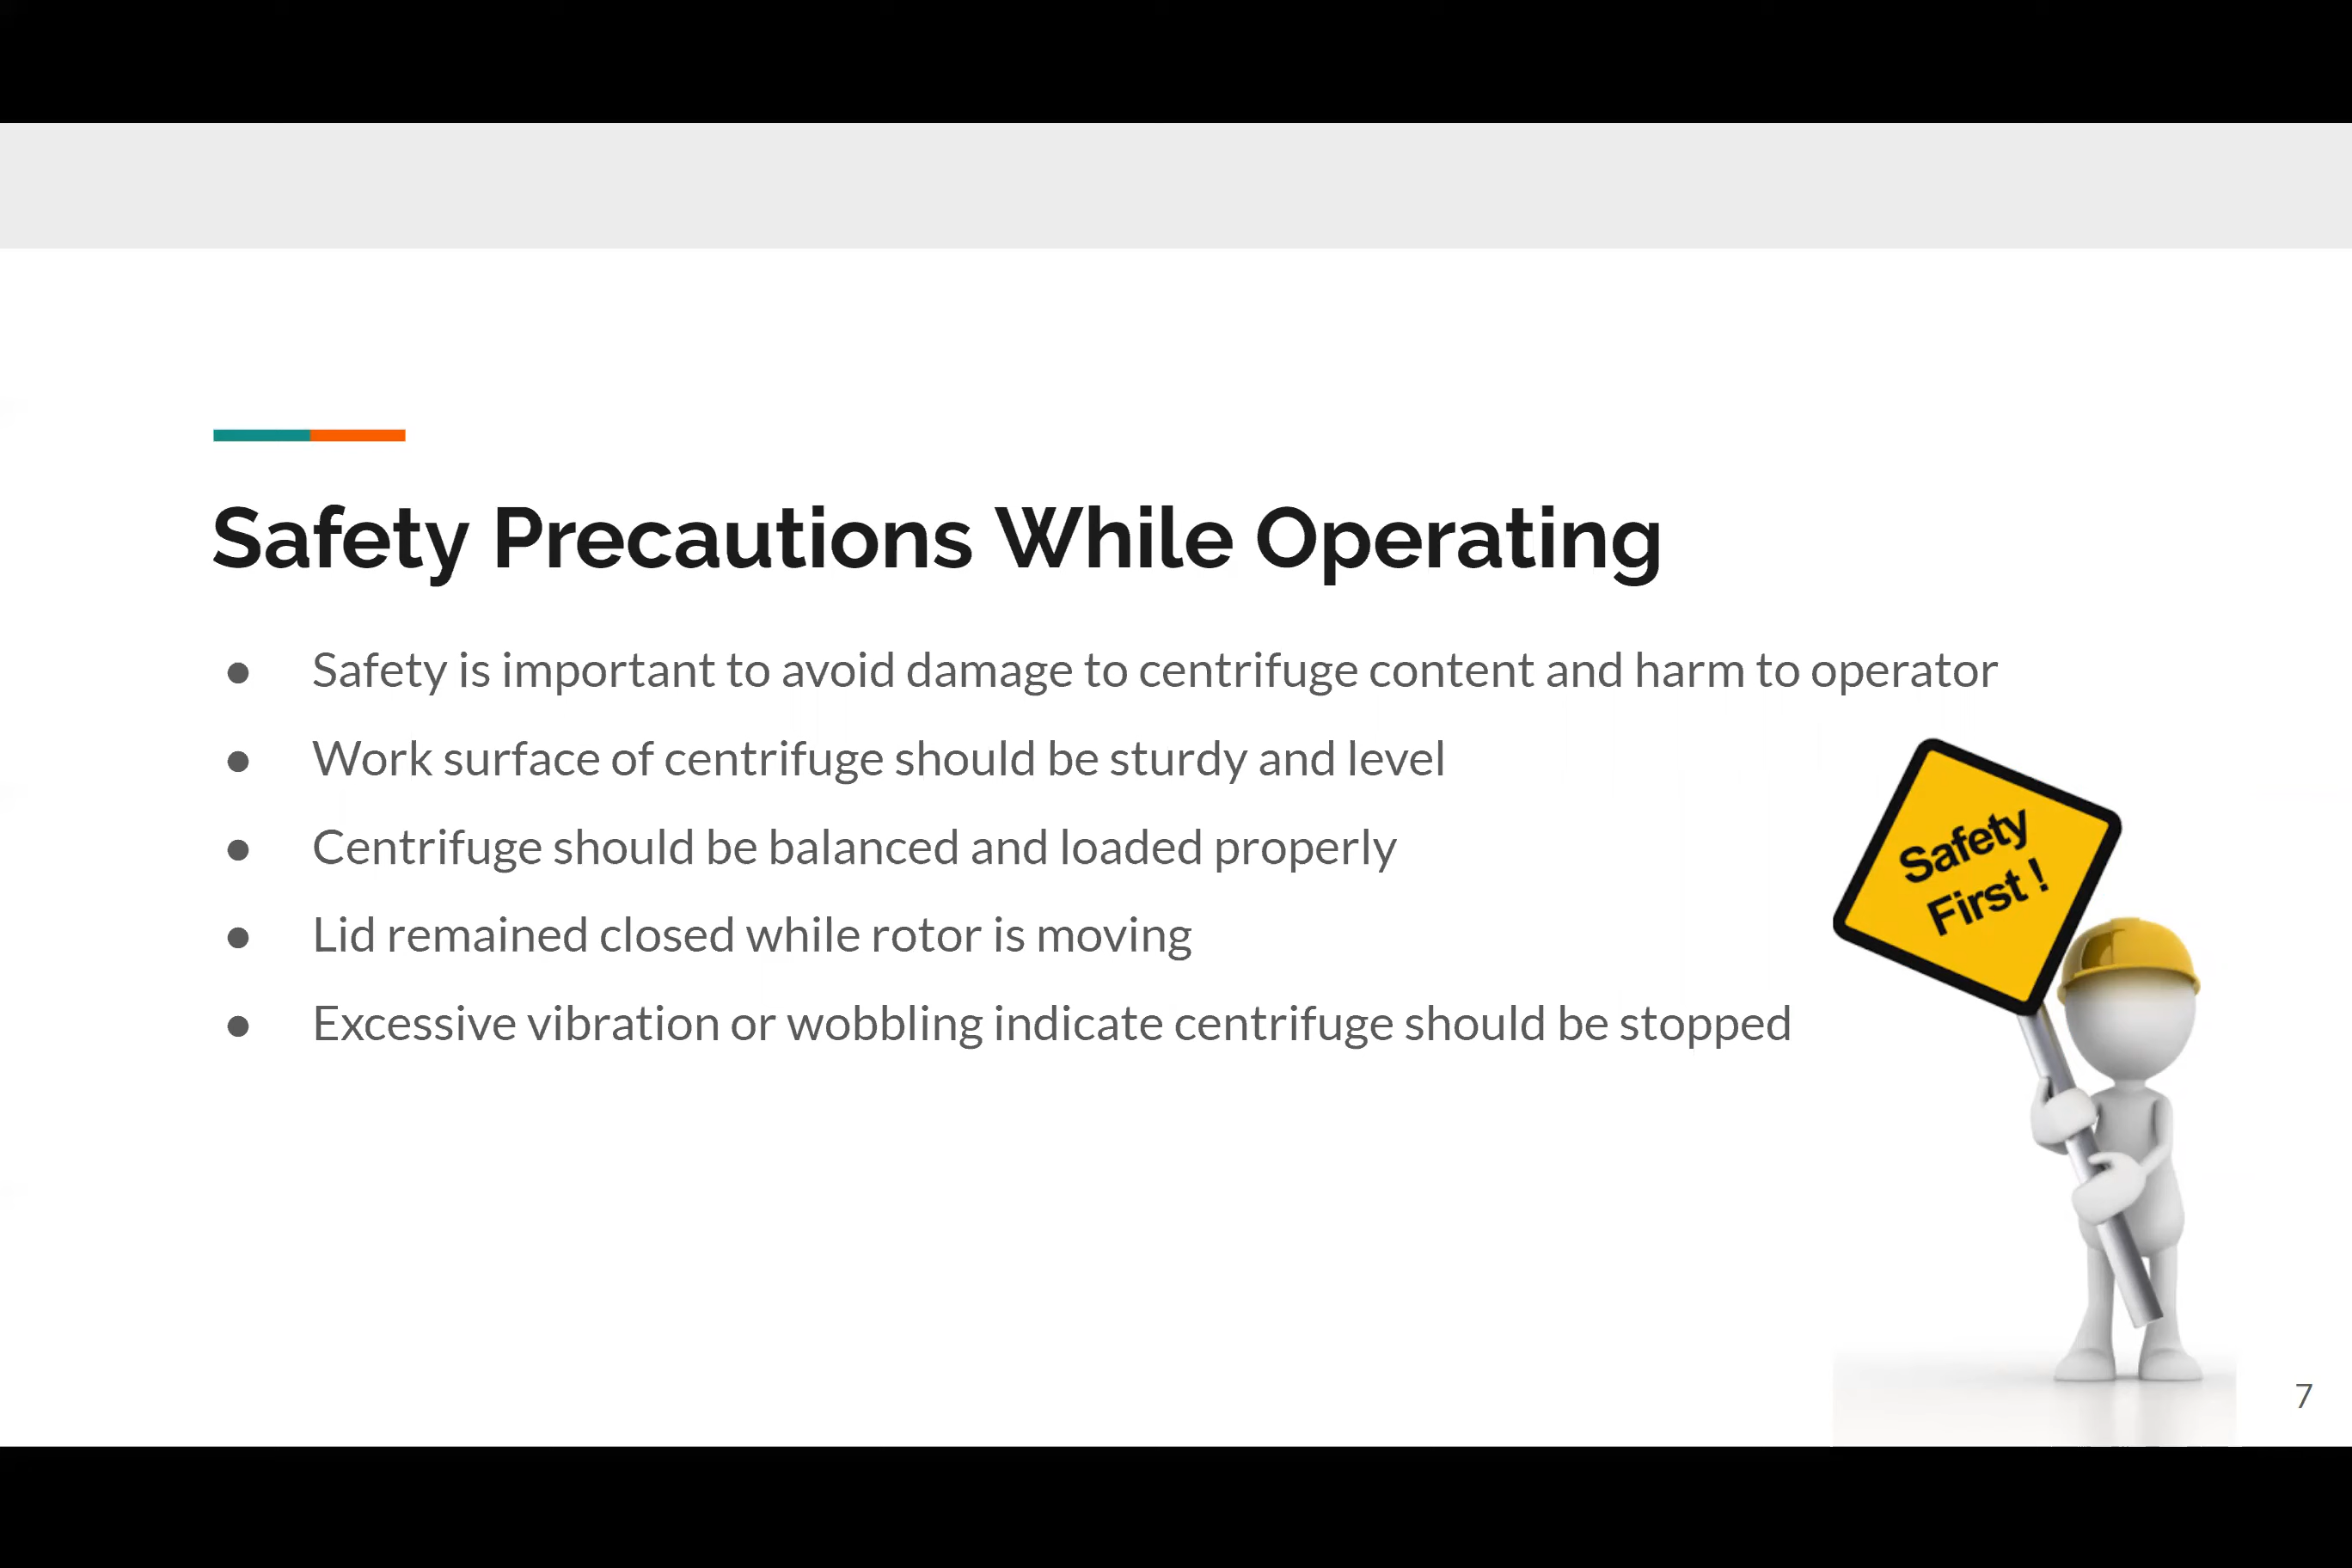 Safety Precautions While Operating
● Safety is important to avoid damage to centrifuge content and harm to operator
● Work surface of centrifuge should be sturdy and level
● Centrifuge should be balanced and loaded properly
● Lid remained closed while rotor is moving
● Excessive vibration or wobbling indicate centrifuge should be stopped
Safety
First !
7